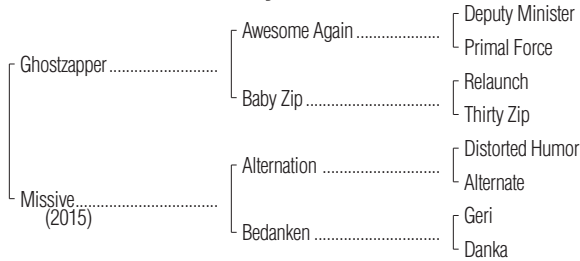 Deputy Minister
Awesome Again ....................
Primal Force
Ghostzapper ..........................
Relaunch
Baby Zip ................................
Thirty Zip
Distorted Humor
Alternation ............................
Alternate
Missive..................................
(2015)
Geri
Bedanken ..............................
Danka